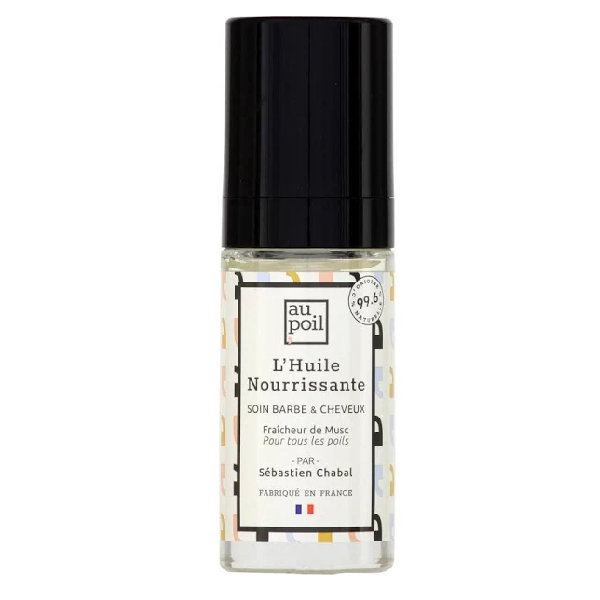 au
poil
99.5
L'Huile
Nourrissante
SOIN BARBE & CHEVEUX
Fraîcheur de Musc
Pour tous les poils
- PAR -
Sébastien Chabal
FABRIQUÉ EN FRANCE